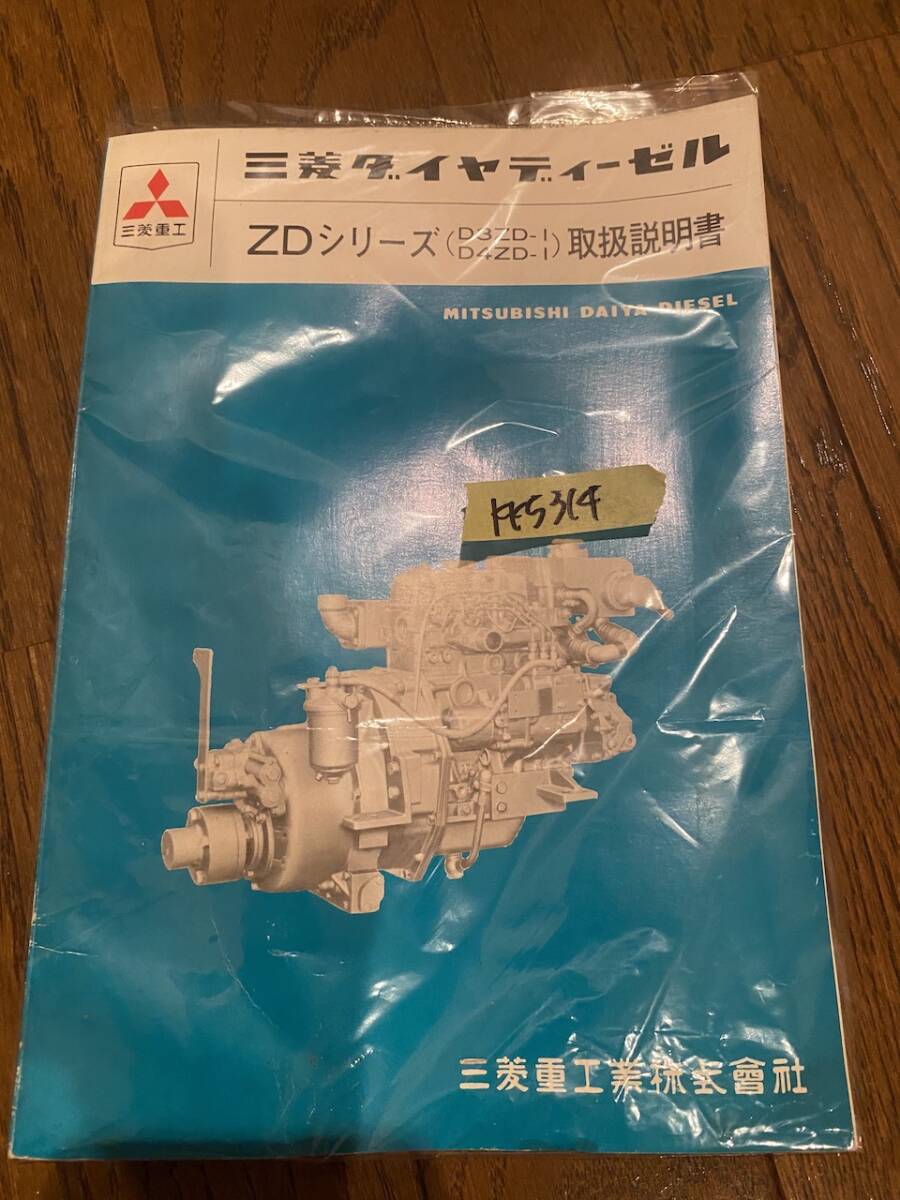 三菱ダイヤディーゼル
三菱重工
ZDシリーズ(D3ZD-1 D4ZD-1)取扱説明書
MITSUBISHI DAIYA DIESEL
三菱重工業株式會社